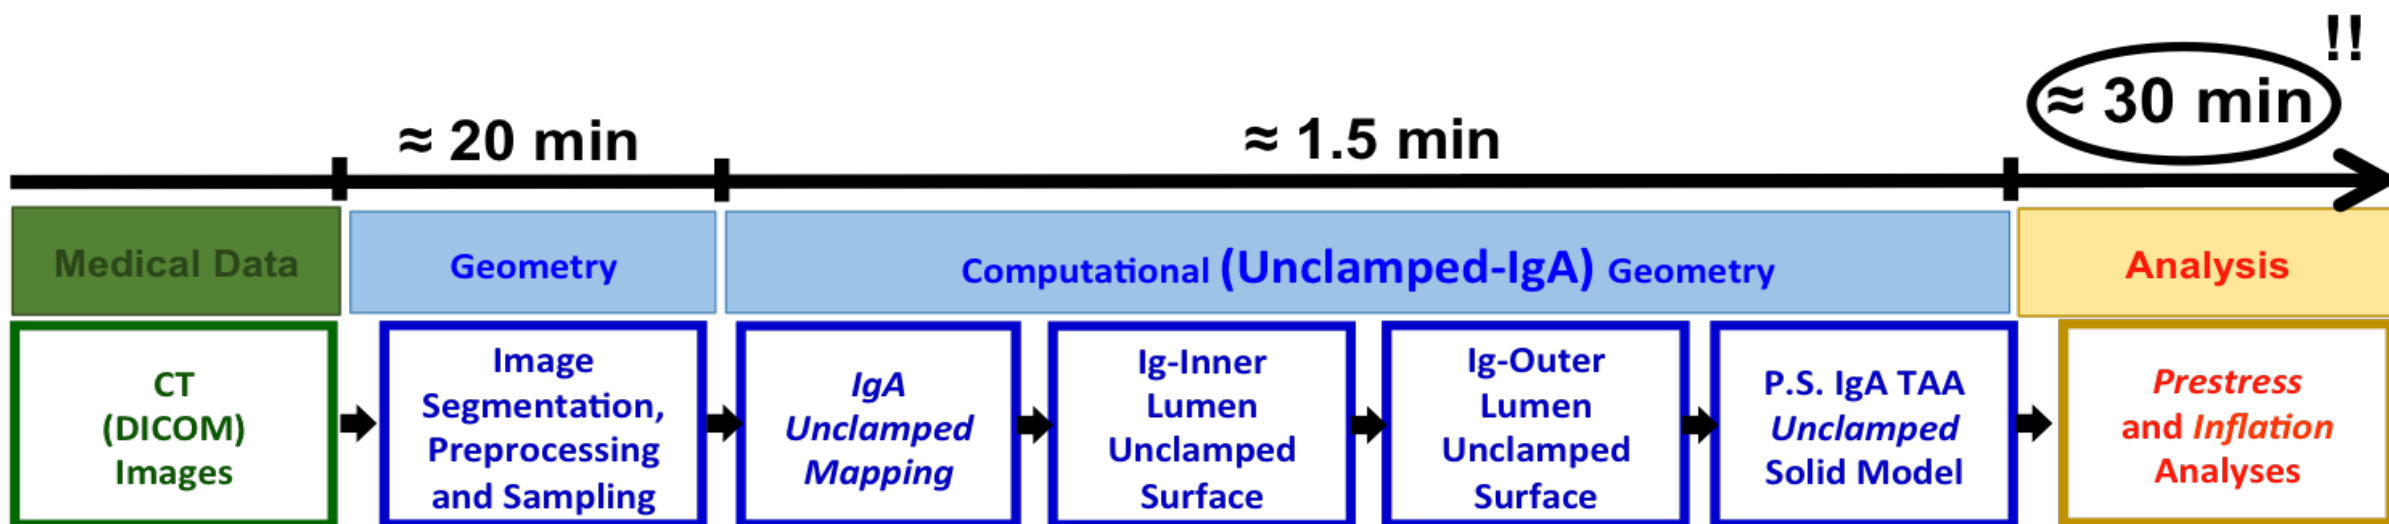 !!
≈ 20 min
≈ 1.5 min
≈ 30 min
Medical Data
Geometry
Computational (Unclamped-IgA) Geometry
Analysis
CT
(DICOM)
Images
Image
Segmentation,
Preprocessing
and Sampling
IgA
Unclamped
Mapping
Ig-Inner
Lumen
Unclamped
Surface
Ig-Outer
Lumen
Unclamped
Surface
P.S. IgA TAA
Unclamped
Solid Model
Prestress
and Inflation
Analyses